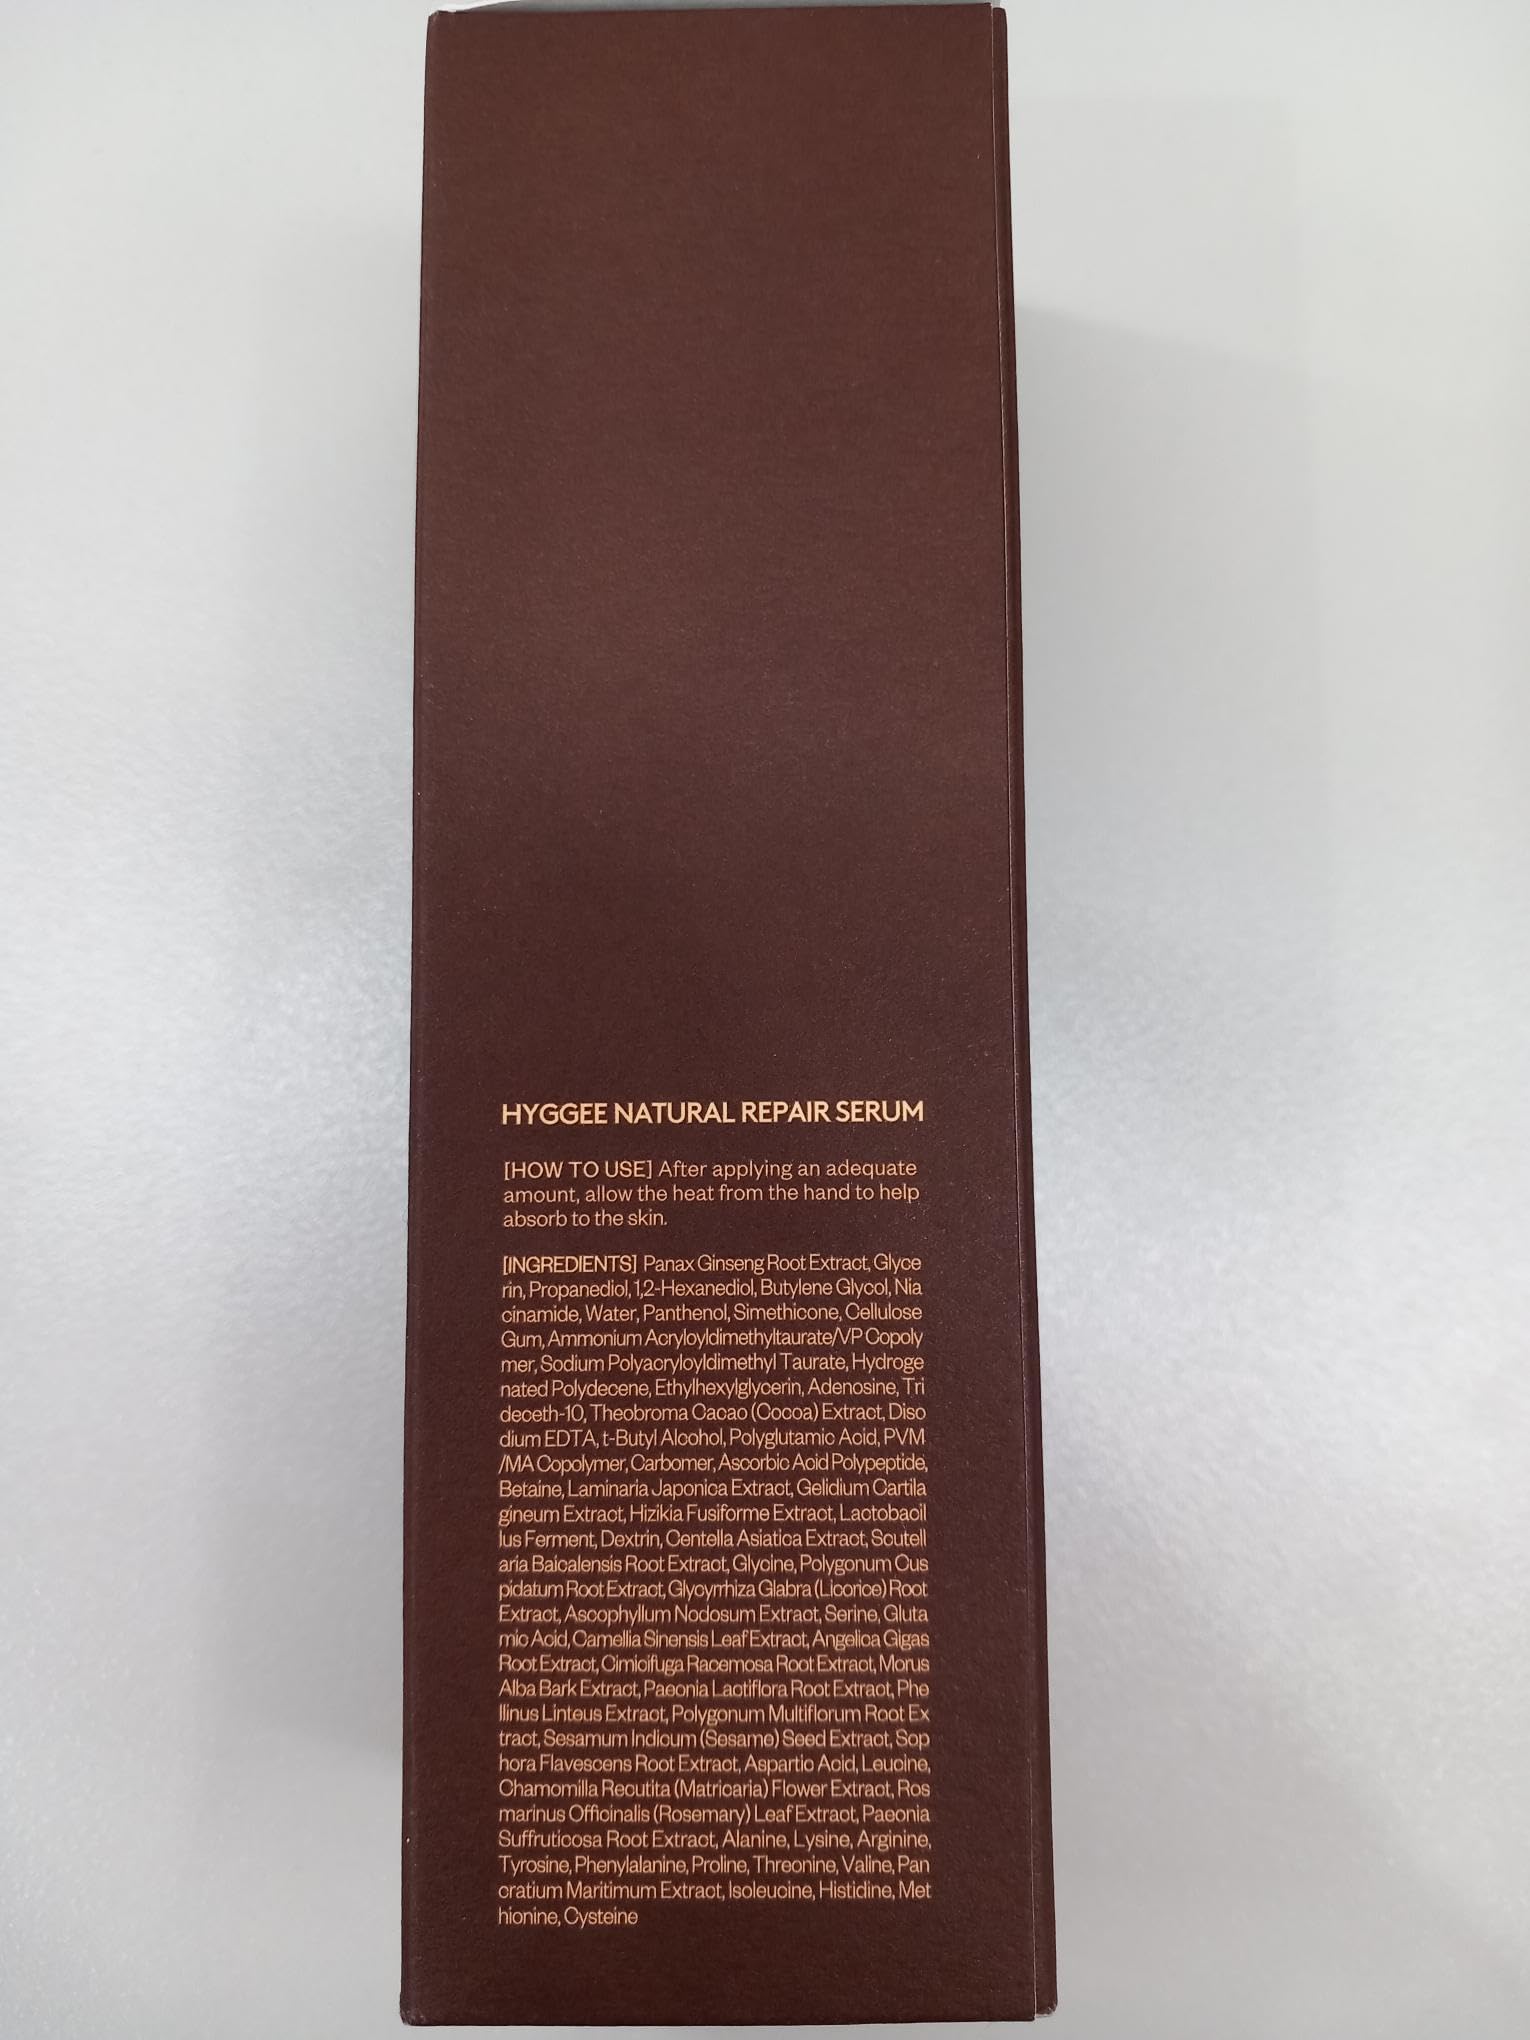 HYGGEE NATURAL REPAIR SERUM
[HOW TO USE] After applying an adequate
amount, allow the heat from the hand to help
absorb to the skin.
[INGREDIENTS] Panax Ginseng Root Extract, Glyce
rin, Propanediol, 1,2-Hexanediol, Butylene Glycol, Nia
cinamide, Water, Panthenol, Simethicone, Cellulose
Gum, Ammonium Acryloyldimethyltaurate/VP Copoly
mer, Sodium Polyacryloyldimethyl Taurate, Hydroge
nated Polydecene, Ethylhexylglycerin, Adenosine, Tri
deceth-10, Theobroma Cacao (Cocoa) Extract, Diso
dium EDTA, t-Butyl Alcohol, Polyglutamic Acid, PVM
/MA Copolymer, Carbomer, Ascorbic Acid Polypeptide,
Betaine, Laminaria Japonica Extract, Gelidium Cartila
gineum Extract, Hizikia Fusiforme Extract, Lactobacil
lus Ferment, Dextrin, Centella Asiatica Extract, Scutell
aria Baicalensis Root Extract, Glycine, Polygonum Cus
pidatum Root Extract, Glycyrrhiza Glabra (Licorice) Root
Extract, Ascophyllum Nodosum Extract, Serine, Gluta
mic Acid, Camellia Sinensis Leaf Extract, Angelica Gigas
Root Extract, Cimicifuga Racemosa Root Extract, Morus
Alba Bark Extract, Paeonia Lactiflora Root Extract, Phe
llinus Linteus Extract, Polygonum Multiflorum Root Ex
tract, Sesamum Indicum (Sesame) Seed Extract, Sop
hora Flavescens Root Extract, Aspartic Acid, Leucine,
Chamomilla Recutita (Matricaria) Flower Extract, Ros
marinus Officinalis (Rosemary) Leaf Extract, Paeonia
Suffruticosa Root Extract, Alanine, Lysine, Arginine,
Tyrosine, Phenylalanine, Proline, Threonine, Valine, Pan
cratium Maritimum Extract, Isoleucine, Histidine, Met
hionine, Cysteine